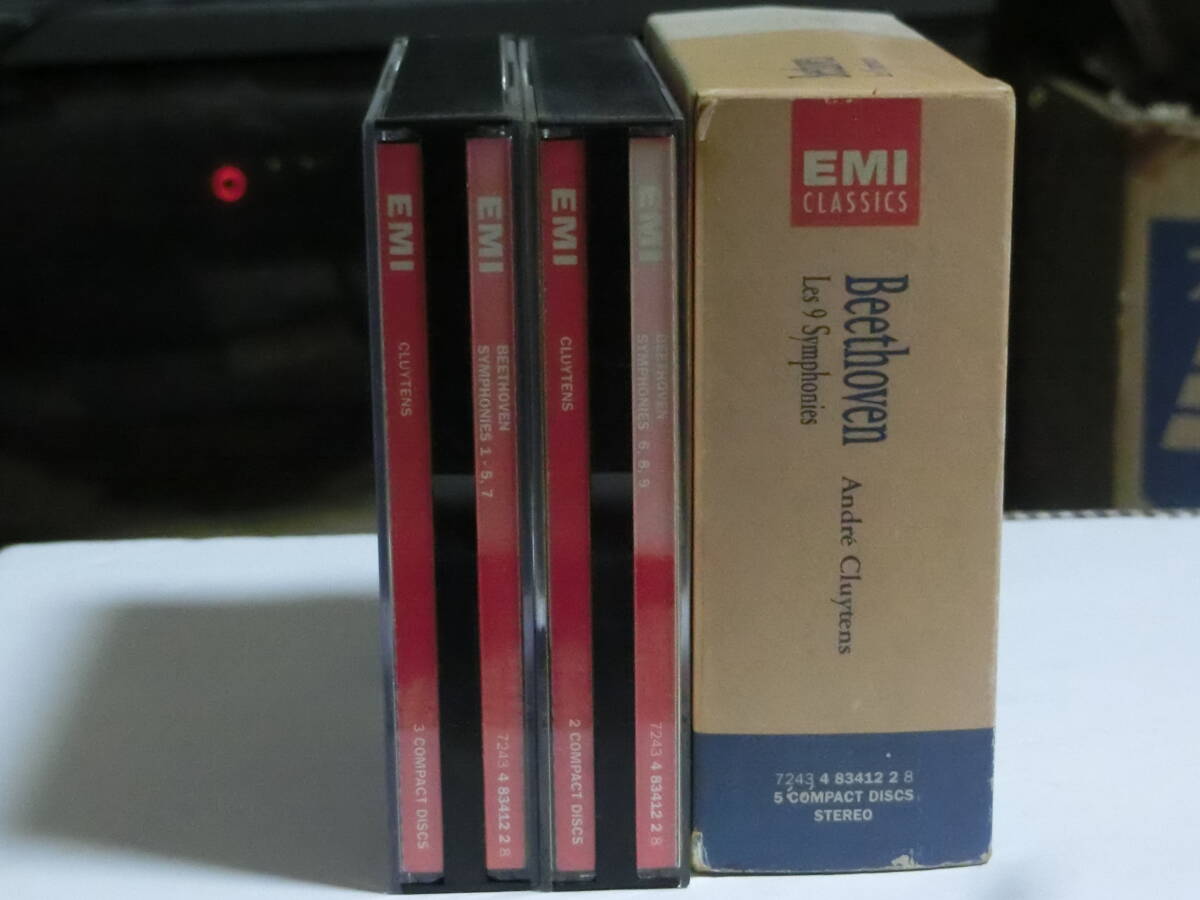 EMI
CLUYTENS
3 COMPACT DISCS
EMI
BEETHOVEN
SYMPHONIES 1 - 5, 7
7243 4 83412 2 8
EMI
CLUYTENS
2 COMPACT DISCS
EMI
BEETHOVEN
SYMPHONIES 6, 8, 9
7243 4 83412 2 8
EMI
CLASSICS
Beethoven André Cluytens
Les 9 Symphonies
7243 4 83412 2 8
5 COMPACT DISCS
STEREO